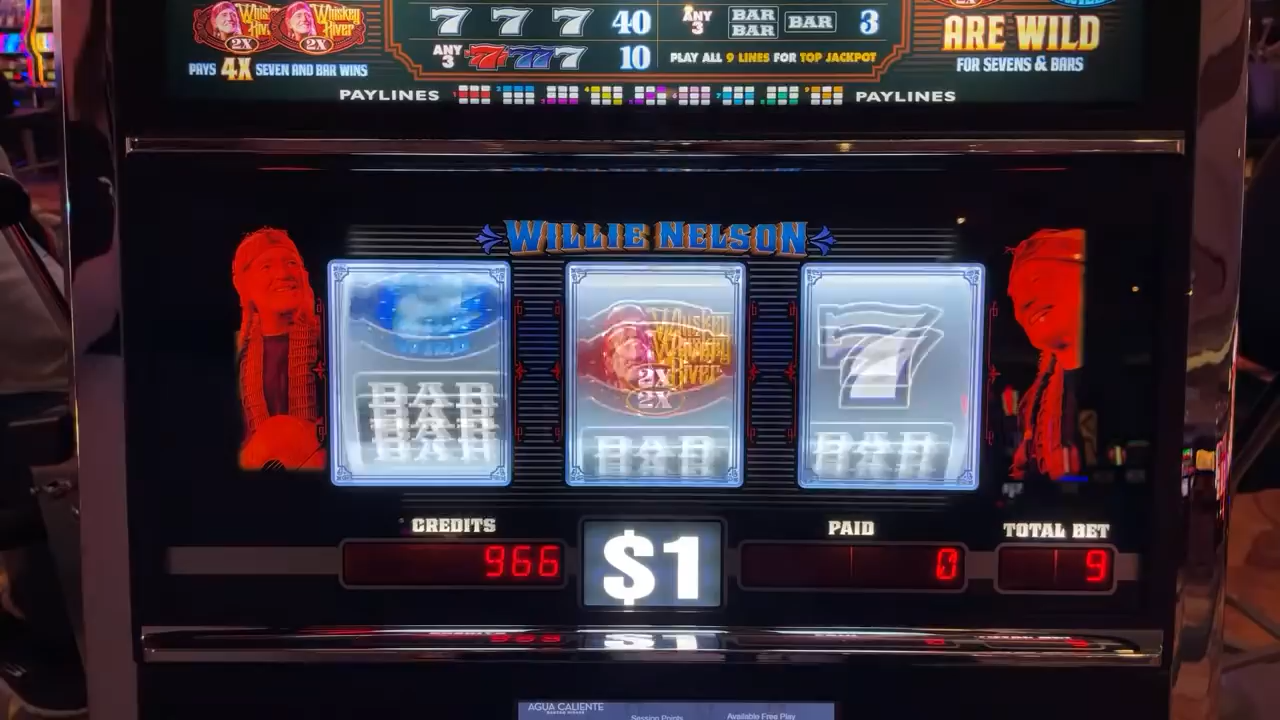 Whiskey River 2X Whiskey River 2X
PAYS 4X SEVEN AND BAR WINS
7 7 7 40
ANY 3 7 7 7 10
ANY 3 BAR BAR BAR 3
PLAY ALL 9 LINES FOR TOP JACKPOT
2X
ARE WILD
FOR SEVENS & BARS
PAYLINES PAYLINES
WILLIE NELSON
BAR
BAR
BAR
Whiskey
River
2X
BAR
7
BAR
CREDITS
966
$1
PAID
0
TOTAL BET
9
AGUA CALIENTE
Session Points
Available Free Play